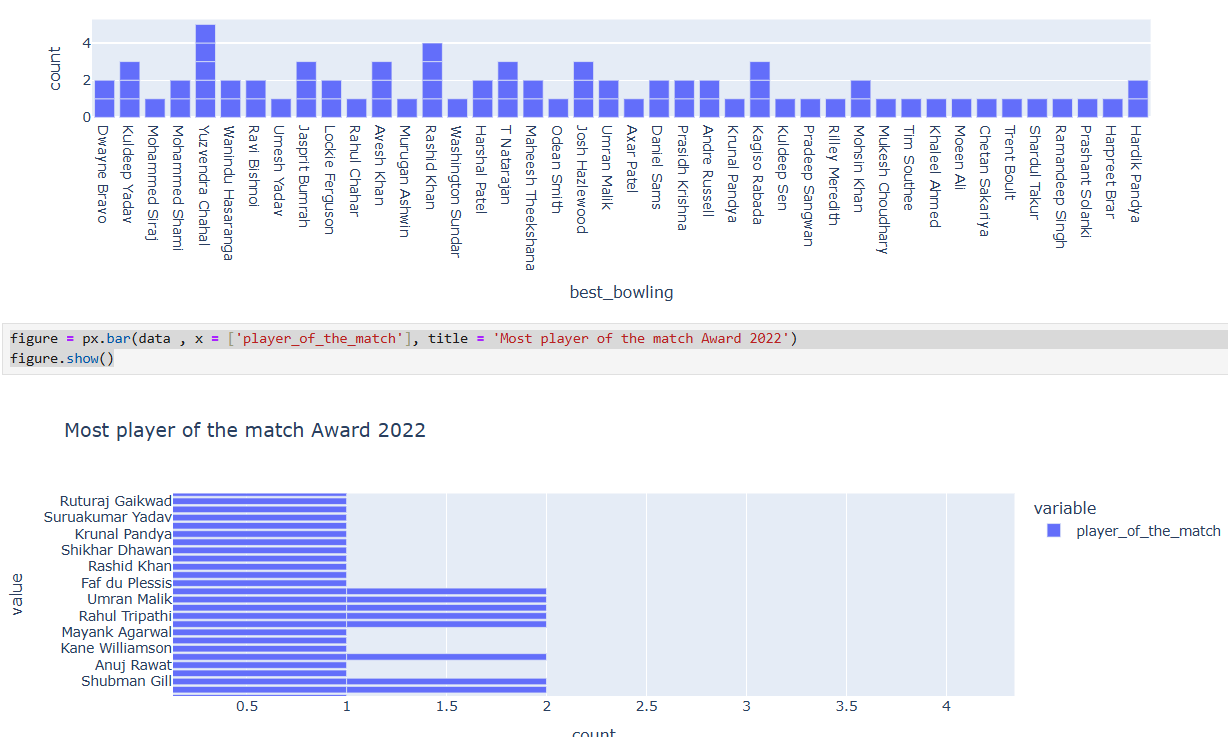 count
4
2
0
Dwayne Bravo
Kuldeep Yadav
Mohammed Siraj
Mohammed Shami
Yuzvendra Chahal
Wanindu Hasaranga
Ravi Bishnoi
Umesh Yadav
Jasprit Bumrah
Lockie Ferguson
Rahul Chahar
Avesh Khan
Murugan Ashwin
Rashid Khan
Washington Sundar
Harshal Patel
T Natarajan
Maheesh Theekshana
Odean Smith
Josh Hazlewood
Umran Malik
Axar Patel
Daniel Sams
Prasidh Krishna
Andre Russell
Krunal Pandya
Kagiso Rabada
Kuldeep Sen
Pradeep Sangwan
Rilley Meredith
Mohsin Khan
Mukesh Choudhary
Tim Southee
Khaleel Ahmed
Moeen Ali
Chetan Sakariya
Trent Boult
Shardul Takur
Ramandeep Singh
Prashant Solanki
Harpreet Brar
Hardik Pandya
best_bowling
figure = px.bar(data , x = ['player_of_the_match'], title = 'Most player of the match Award 2022')
figure.show()
Most player of the match Award 2022
value
Ruturaj Gaikwad
Suruakumar Yadav
Krunal Pandya
Shikhar Dhawan
Rashid Khan
Faf du Plessis
Umran Malik
Rahul Tripathi
Mayank Agarwal
Kane Williamson
Anuj Rawat
Shubman Gill
0.5 1 1.5 2 2.5 3 3.5 4
count
variable
player_of_the_match